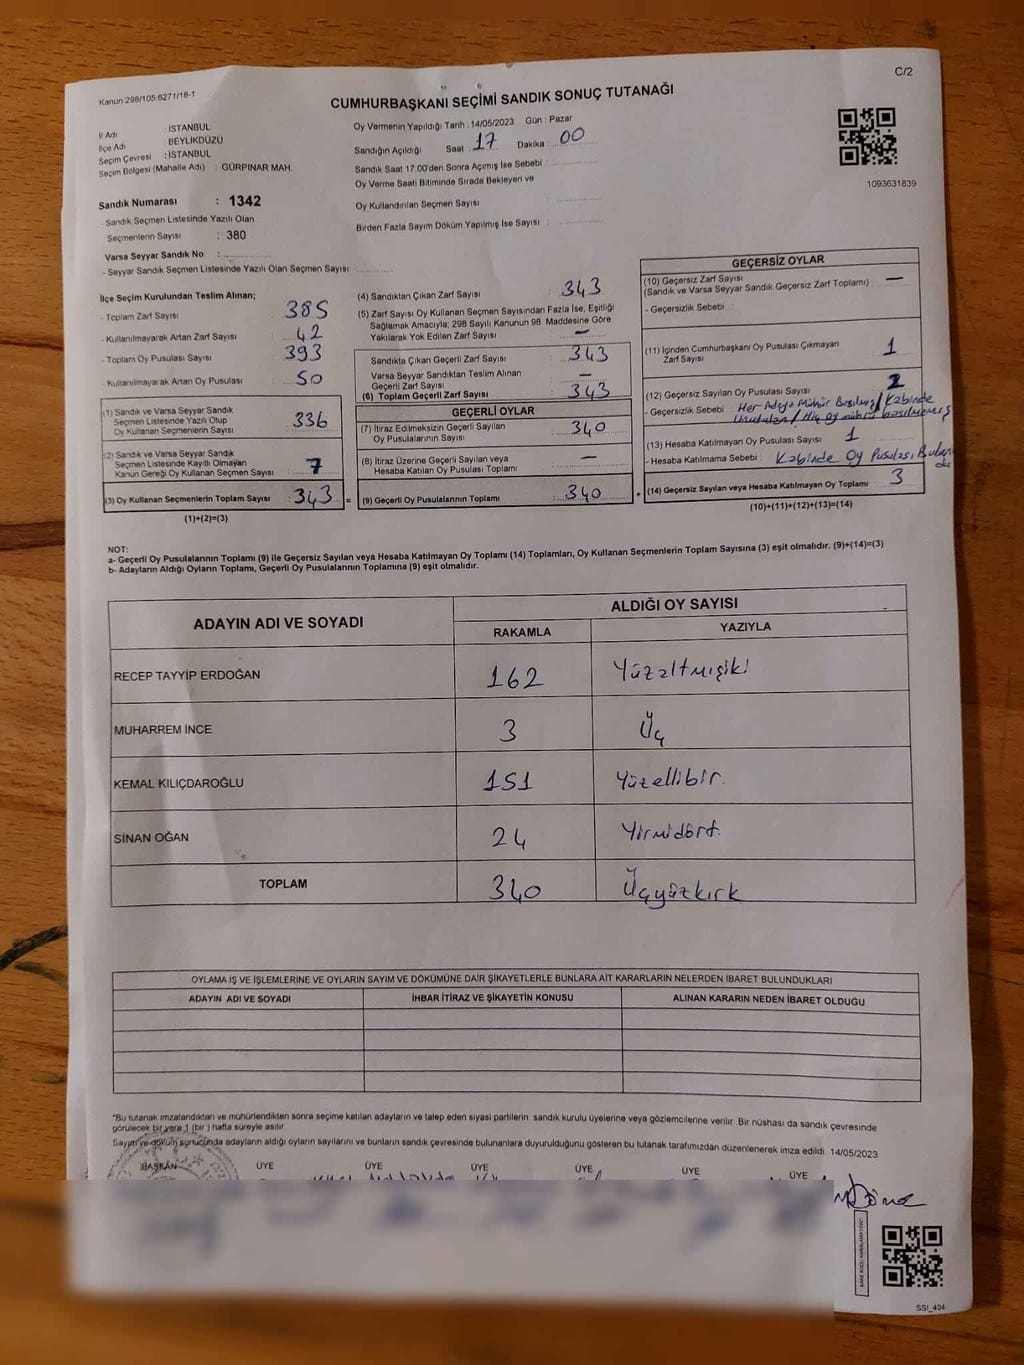 C/2
Kanun 298/105,6271/18-1
CUMHURBAŞKANI SEÇİMİ SANDIK SONUÇ TUTANAĞI
İl Adı : İSTANBUL
İlçe Adı BEYLİKDÜZÜ
Seçim Çevresi : İSTANBUL
Seçim Bölgesi (Mahalle Adı) : GÜRPINAR MAH.
Sandık Numarası : 1342
- Sandık Seçmen Listesinde Yazılı Olan
Seçmenlerin Sayısı : 380
Varsa Seyyar Sandık No :
- Seyyar Sandık Seçmen Listesinde Yazılı Olan Seçmen Sayısı :
Oy Vermenin Yapıldığı Tarih : 14/05/2023 Gün : Pazar
Sandığın Açıldığı Saat : 17 Dakika : 00
Sandık Saat 17:00'den Sonra Açımış İse Sebebi :
Oy Verme Saati Bitiminde Sırada Bekleyen ve
Oy Kullandırılan Seçmen Sayısı :
Birden Fazla Sayım Döküm Yapılmış İse Sayısı :
1093631839
İlçe Seçim Kurulundan Teslim Alınan;
- Toplam Zarf Sayısı : 385
- Kullanılmayarak Artan Zarf Sayısı : 42
- Toplam Oy Pusulası Sayısı : 393
- Kullanılmayarak Artan Oy Pusulası : 50
(1) Sandık ve Varsa Seyyar Sandık
Seçmen Listesinde Yazılı Olup
Oy Kullanan Seçmenlerin Sayısı : 336
(2) Sandık ve Varsa Seyyar Sandık
Seçmen Listesinde Kayıtlı Olmayan
Kanun Gereği Oy Kullanan Seçmen Sayısı : 7
(3) Oy Kullanan Seçmenlerin Toplam Sayısı : 343 =
(1)+(2)=(3)
(4) Sandıktan Çıkan Zarf Sayısı : 343
(5) Zarf Sayısı Oy Kullanan Seçmen Sayısından Fazla İse, Eşitliği
Sağlamak Amacıyla; 298 Sayılı Kanunun 98. Maddesine Göre
Yakılarak Yok Edilen Zarf Sayısı : —
Sandıkta Çıkan Geçerli Zarf Sayısı : 343
Varsa Seyyar Sandıktan Teslim Alınan
Geçerli Zarf Sayısı : —
(6) Toplam Geçerli Zarf Sayısı : 343
GEÇERLİ OYLAR
(7) İtiraz Edilmeksizin Geçerli Sayılan
Oy Pusulalarının Sayısı : 340
(8) İtiraz Üzerine Geçerli Sayılan veya
Hesaba Katılan Oy Pusulası Toplamı : —
(9) Geçerli Oy Pusulalarının Toplamı : 340 +
GEÇERSİZ OYLAR
(10) Geçersiz Zarf Sayısı
(Sandık ve Varsa Seyyar Sandık Geçersiz Zarf Toplamı) : —
- Geçersizlik Sebebi :
(11) İçinden Cumhurbaşkanı Oy Pusulası Çıkmayan
Zarf Sayısı : 1
(12) Geçersiz Sayılan Oy Pusulası Sayısı : 2
- Geçersizlik Sebebi : Her Adaya Mühür Basılmış / Kabinde
Unutulan / Hiç oy mührü basılmamış
(13) Hesaba Katılmayan Oy Pusulası Sayısı : 1
- Hesaba Katılmama Sebebi : Kabinde Oy Pusulası
(14) Geçersiz Sayılan veya Hesaba Katılmayan Oy Toplamı : 3
(10)+(11)+(12)+(13)=(14)
NOT:
a- Geçerli Oy Pusulalarının Toplamı (9) ile Geçersiz Sayılan veya Hesaba Katılmayan Oy Toplamı (14) Toplamları, Oy Kullanan Seçmenlerin Toplam Sayısına (3) eşit olmalıdır. (9)+(14)=(3)
b- Adayların Aldığı Oyların Toplamı, Geçerli Oy Pusulalarının Toplamına (9) eşit olmalıdır.
ADAYIN ADI VE SOYADI ALDIĞI OY SAYISI
RAKAMLA YAZIYLA
RECEP TAYYİP ERDOĞAN 162 Yüzaltmışiki
MUHARREM İNCE 3 Üç
KEMAL KILIÇDAROĞLU 151 Yüzellibir.
SİNAN OĞAN 24 Yirmidört.
TOPLAM 340 Üçyüzkırk
OYLAMA İŞ VE İŞLEMLERİNE VE OYLARIN SAYIM VE DÖKÜMÜNE DAİR ŞİKAYETLERLE BUNLARA AİT KARARLARIN NELERDEN İBARET BULUNDUKLARI
ADAYIN ADI VE SOYADI İHBAR İTİRAZ VE ŞİKAYETİN KONUSU ALINAN KARARIN NEDEN İBARET OLDUĞU
*Bu tutanak imzalandıktan ve mühürlendikten sonra seçime katılan adayların ve talep eden siyasi partilerin sandık kurulu üyelerine veya gözlemcilerine verilir. Bir nüshası da sandık çevresinde
görülecek bir yere 1 (bir ) hafta süreyle asılır.
Sayım ve döküm sonucunda adayların aldığı oyların sayılarını ve bunların sandık çevresinde bulunanlara duyurulduğunu gösteren bu tutanak tarafımızdan düzenlenerek imza edildi. 14/05/2023
BAŞKAN ÜYE ÜYE ÜYE ÜYE ÜYE ÜYE
SSİ_404